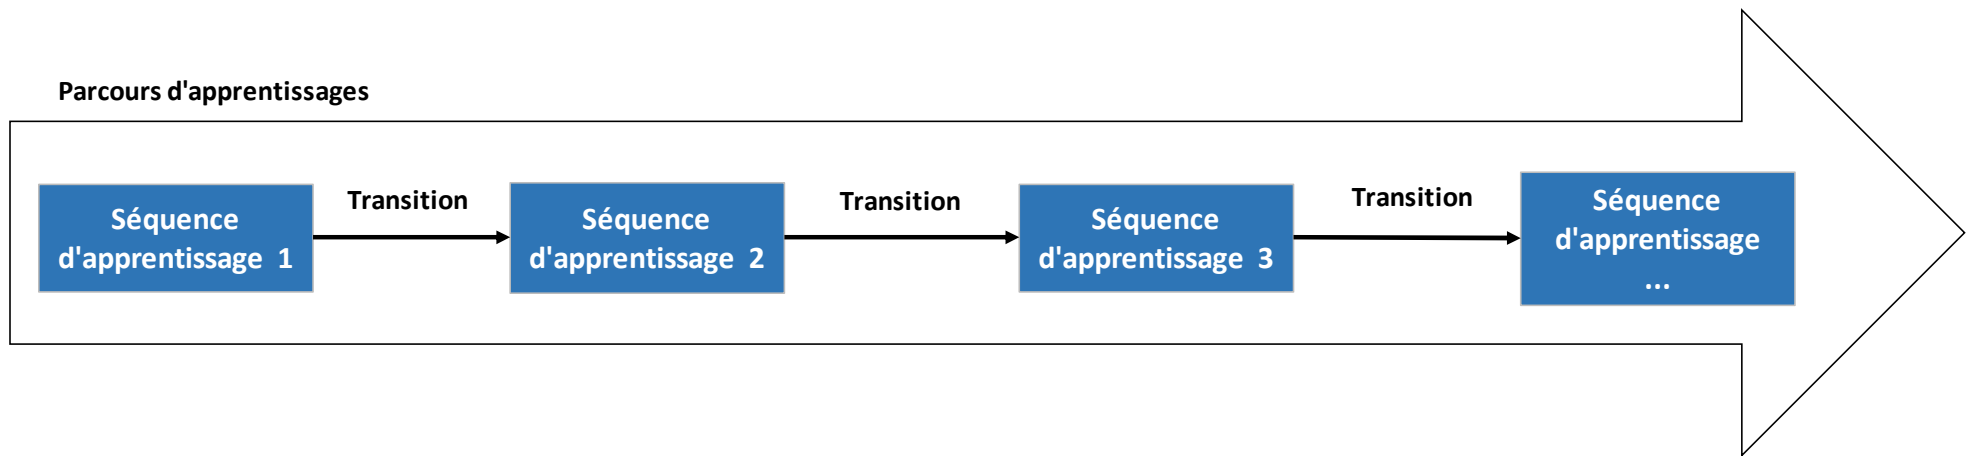 Parcours d'apprentissages
Séquence
d'apprentissage 1
Transition
Séquence
d'apprentissage 2
Transition
Séquence
d'apprentissage 3
Transition
Séquence
d'apprentissage
...